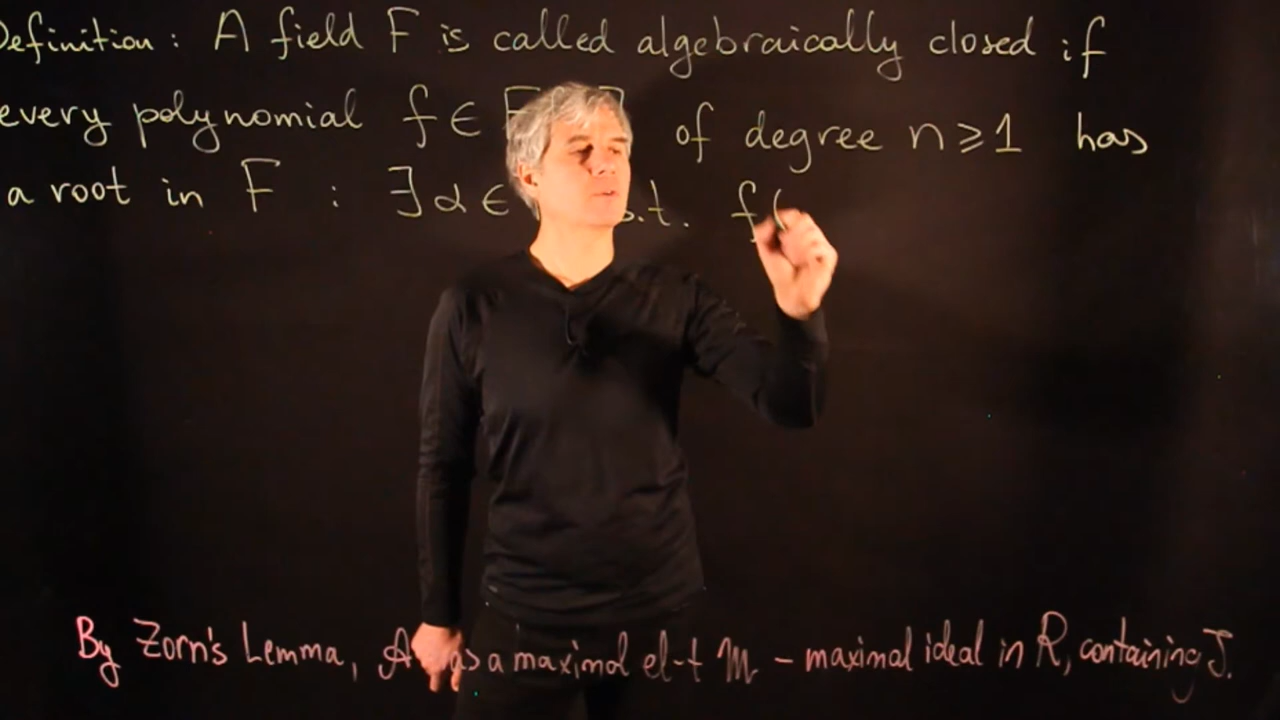 Definition: A field F is called algebraically closed if
every polynomial f ∈ of degree n ⩾ 1 has
a root in F : ∃ α ∈ s.t. f(
By Zorn's Lemma, has a maximal el-t M – maximal ideal in R, containing J.